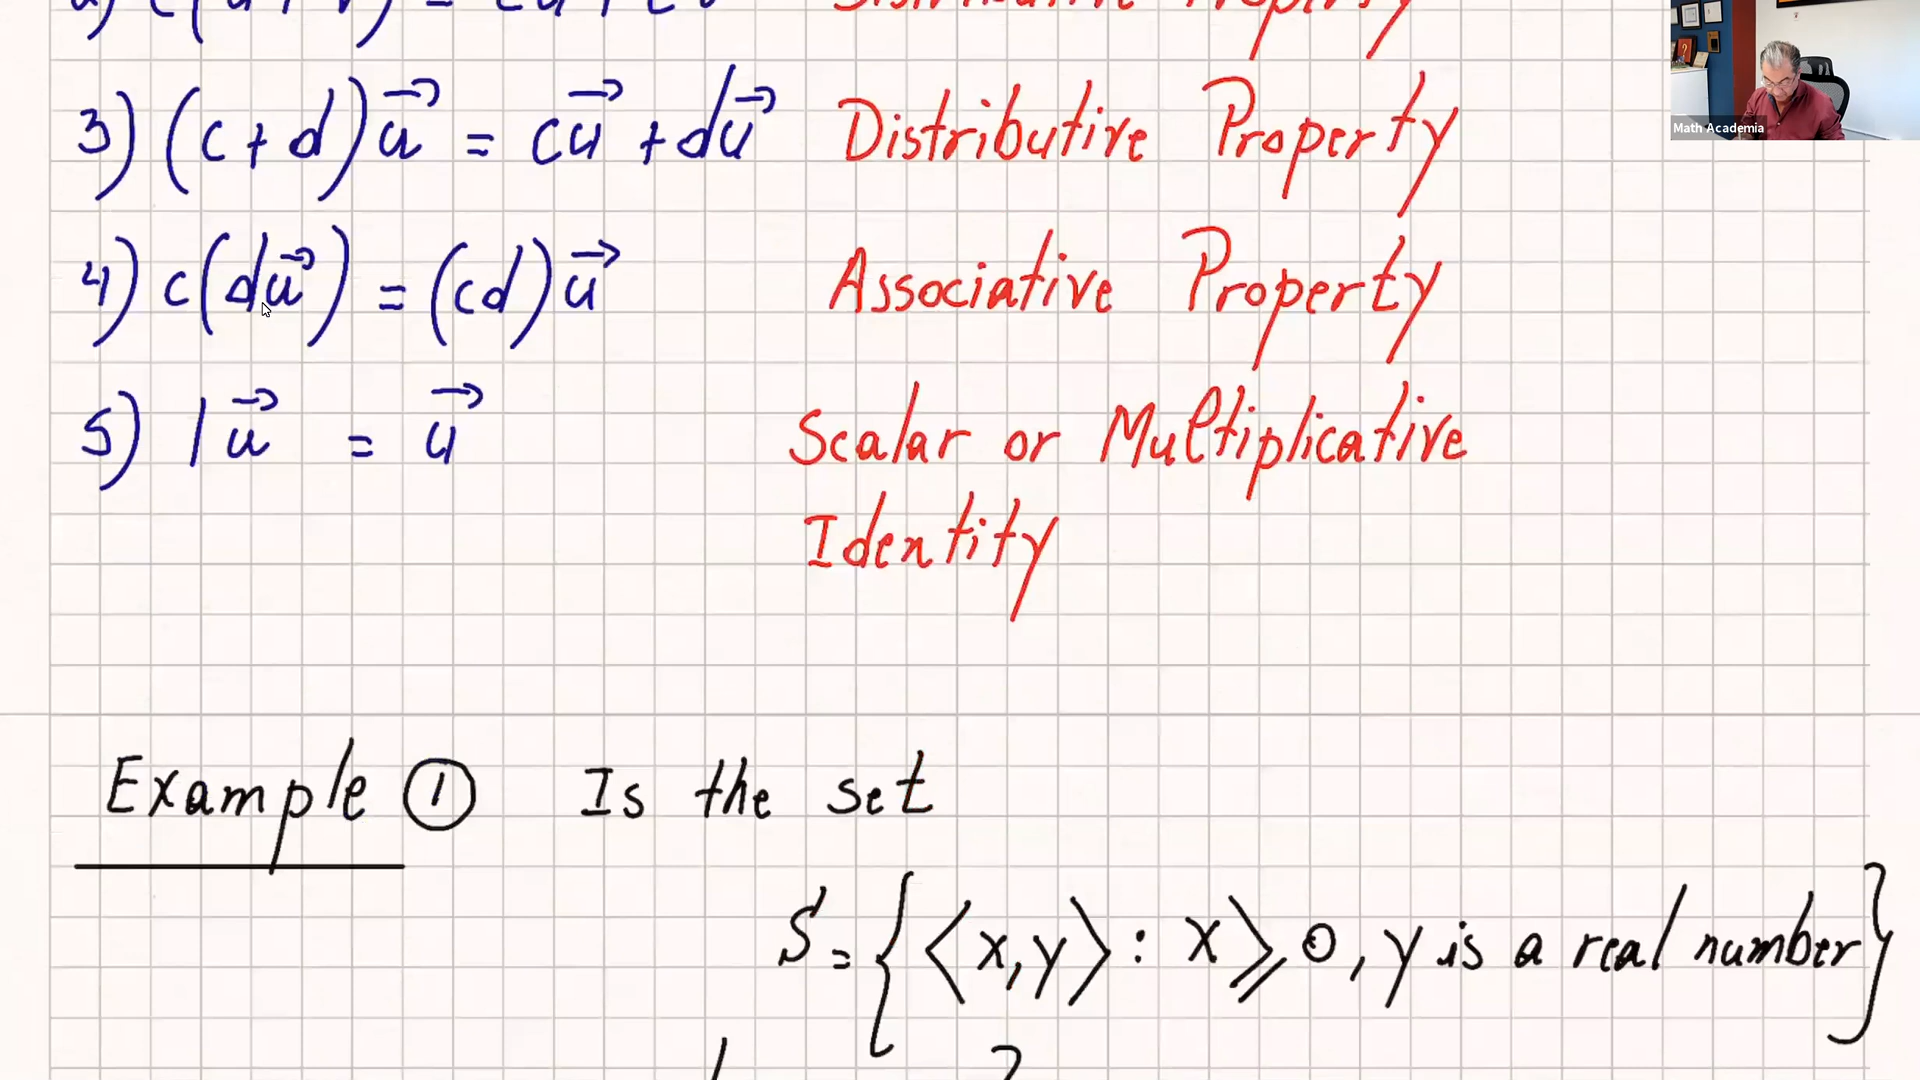 3) (c+d)u⃗ = cu⃗ + du⃗ Distributive Property
4) c(du⃗) = (cd)u⃗ Associative Property
5) 1u⃗ = u⃗ Scalar or Multiplicative
Identity
Example ① Is the set
S = {⟨x,y⟩ : x ⩾ 0, y is a real number}
Math Academia